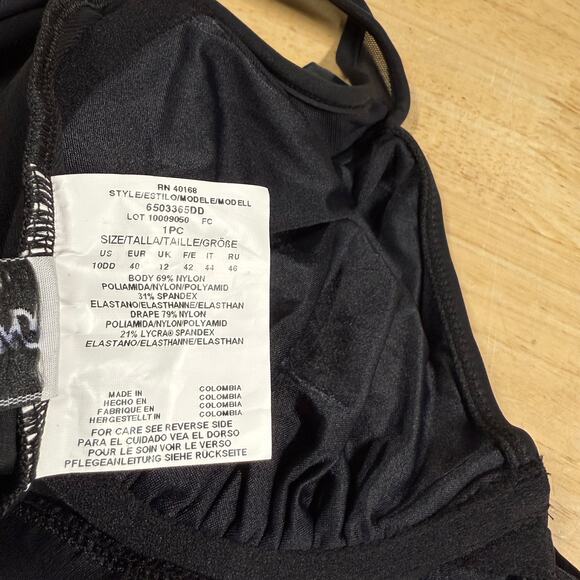 RN 40168
STYLE/ESTILO/MODELE/MODELL
6503365DD
LOT 10009050 FC
1PC
SIZE/TALLA/TAILLE/GRÖßE
US EUR UK F/E IT RU
10DD 40 12 42 44 46
BODY 69% NYLON
POLIAMIDA/NYLON/POLYAMID
31% SPANDEX
ELASTANO/ELASTHANNE/ELASTHAN
DRAPE 79% NYLON
POLIAMIDA/NYLON/POLYAMID
21% LYCRA® SPANDEX
ELASTANO/ELASTHANNE/ELASTHAN
MADE IN COLOMBIA
HECHO EN COLOMBIA
FABRIQUE EN COLOMBIA
HERGESTELLT IN COLOMBIA
FOR CARE SEE REVERSE SIDE
PARA EL CUIDADO VEA EL DORSO
POUR LE SOIN VOIR LE VERSO
PFLEGEANLEITUNG SIEHE RÜCKSEITE